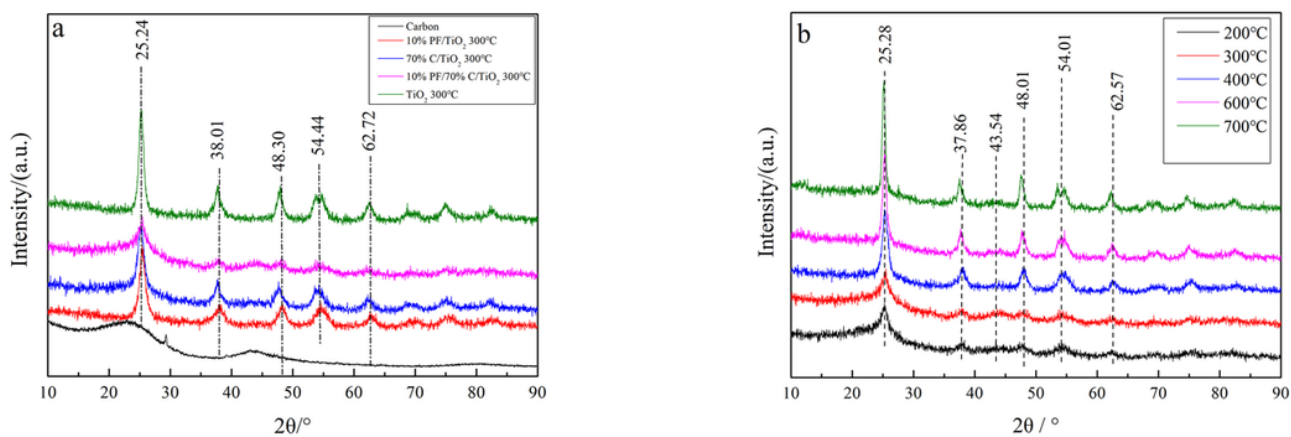 a
25.24
38.01
48.30
54.44
62.72
Carbon
10% PF/TiO₂ 300℃
70% C/TiO₂ 300℃
10% PF/70% C/TiO₂ 300℃
TiO₂ 300℃
Intensity/(a.u.)
10 20 30 40 50 60 70 80 90
2θ/°
b
25.28
37.86
43.54
48.01
54.01
62.57
200℃
300℃
400℃
600℃
700℃
Intensity/(a.u.)
10 20 30 40 50 60 70 80 90
2θ / °